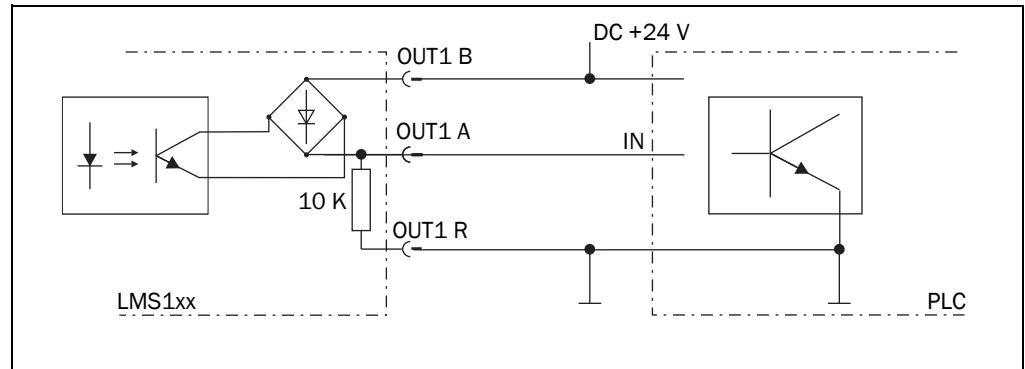 DC +24 V
OUT1 B
OUT1 A
IN
10 K
OUT1 R
LMS1xx
PLC